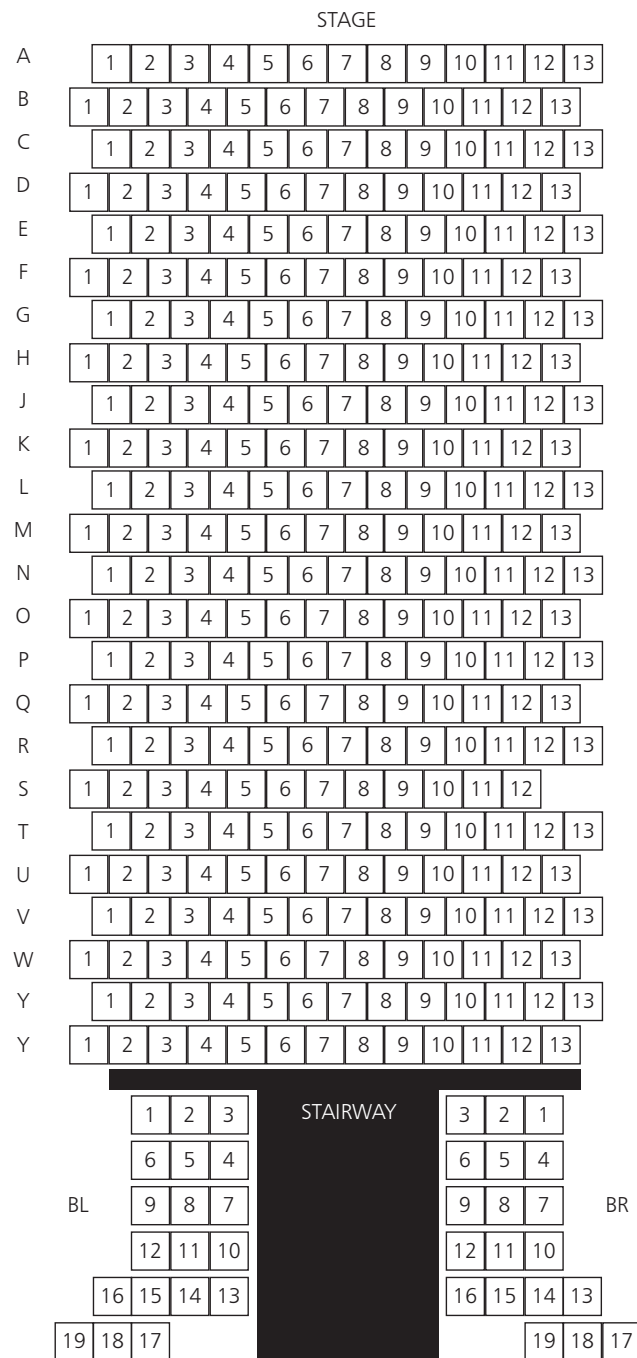 STAGE
A 1 2 3 4 5 6 7 8 9 10 11 12 13
B 1 2 3 4 5 6 7 8 9 10 11 12 13
C 1 2 3 4 5 6 7 8 9 10 11 12 13
D 1 2 3 4 5 6 7 8 9 10 11 12 13
E 1 2 3 4 5 6 7 8 9 10 11 12 13
F 1 2 3 4 5 6 7 8 9 10 11 12 13
G 1 2 3 4 5 6 7 8 9 10 11 12 13
H 1 2 3 4 5 6 7 8 9 10 11 12 13
J 1 2 3 4 5 6 7 8 9 10 11 12 13
K 1 2 3 4 5 6 7 8 9 10 11 12 13
L 1 2 3 4 5 6 7 8 9 10 11 12 13
M 1 2 3 4 5 6 7 8 9 10 11 12 13
N 1 2 3 4 5 6 7 8 9 10 11 12 13
O 1 2 3 4 5 6 7 8 9 10 11 12 13
P 1 2 3 4 5 6 7 8 9 10 11 12 13
Q 1 2 3 4 5 6 7 8 9 10 11 12 13
R 1 2 3 4 5 6 7 8 9 10 11 12 13
S 1 2 3 4 5 6 7 8 9 10 11 12
T 1 2 3 4 5 6 7 8 9 10 11 12 13
U 1 2 3 4 5 6 7 8 9 10 11 12 13
V 1 2 3 4 5 6 7 8 9 10 11 12 13
W 1 2 3 4 5 6 7 8 9 10 11 12 13
Y 1 2 3 4 5 6 7 8 9 10 11 12 13
Y 1 2 3 4 5 6 7 8 9 10 11 12 13
1 2 3 STAIRWAY 3 2 1
6 5 4 6 5 4
BL 9 8 7 9 8 7 BR
12 11 10 12 11 10
16 15 14 13 16 15 14 13
19 18 17 19 18 17